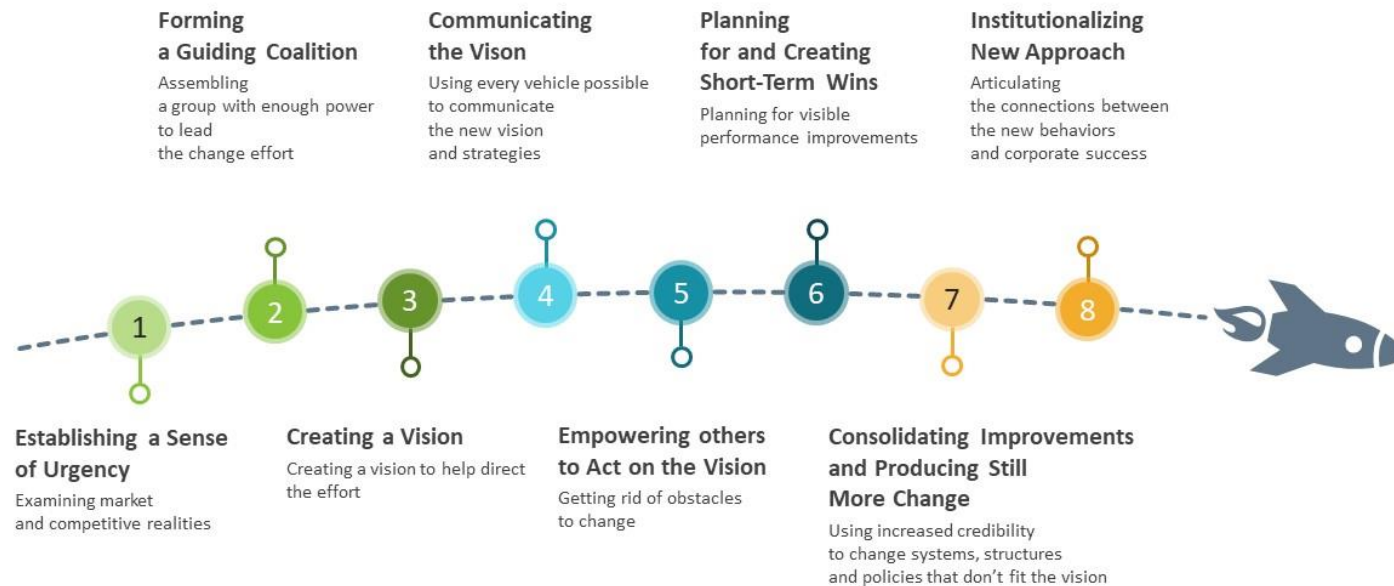 Forming
a Guiding Coalition
Assembling
a group with enough power
to lead
the change effort
Communicating
the Vison
Using every vehicle possible
to communicate
the new vision
and strategies
Planning
for and Creating
Short-Term Wins
Planning for visible
performance improvements
Institutionalizing
New Approach
Articulating
the connections between
the new behaviors
and corporate success
1
2
3
4
5
6
7
8
Establishing a Sense
of Urgency
Examining market
and competitive realities
Creating a Vision
Creating a vision to help direct
the effort
Empowering others
to Act on the Vision
Getting rid of obstacles
to change
Consolidating Improvements
and Producing Still
More Change
Using increased credibility
to change systems, structures
and policies that don’t fit the vision